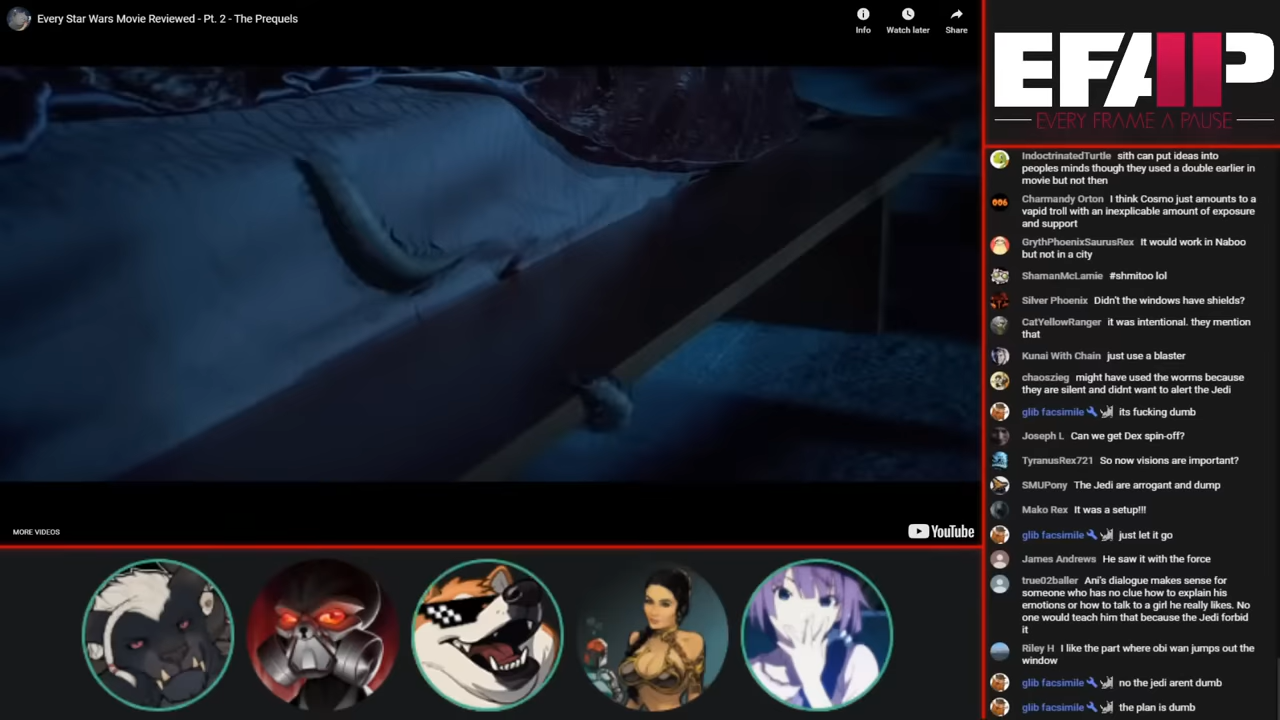 Every Star Wars Movie Reviewed - Pt. 2 - The Prequels
Info
Watch later
Share
MORE VIDEOS
YouTube
EFAP
EVERY FRAME A PAUSE
IndoctrinatedTurtle sith can put ideas into
peoples minds though they used a double earlier in
movie but not then
006
Charmandy Orton I think Cosmo just amounts to a
vapid troll with an inexplicable amount of exposure
and support
GrythPhoenixSaurusRex It would work in Naboo
but not in a city
ShamanMcLamie #shmitoo lol
Silver Phoenix Didn't the windows have shields?
CatYellowRanger it was intentional. they mention
that
Kunai With Chain just use a blaster
chaoszieg might have used the worms because
they are silent and didnt want to alert the Jedi
glib facsimile its fucking dumb
Joseph L Can we get Dex spin-off?
TyranusRex721 So now visions are important?
SMUPony The Jedi are arrogant and dump
Mako Rex It was a setup!!!
glib facsimile just let it go
James Andrews He saw it with the force
true02baller Ani's dialogue makes sense for
someone who has no clue how to explain his
emotions or how to talk to a girl he really likes. No
one would teach him that because the Jedi forbid
it
Riley H I like the part where obi wan jumps out the
window
glib facsimile no the jedi arent dumb
glib facsimile the plan is dumb